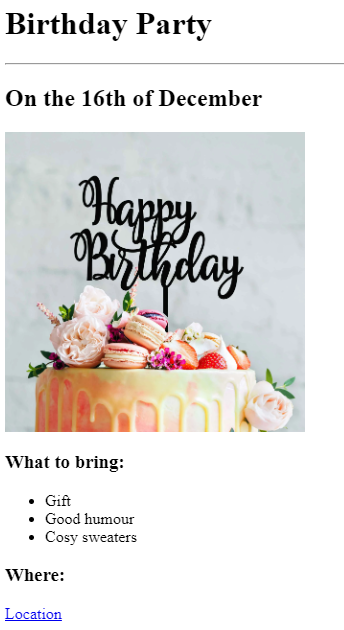 Birthday Party
On the 16th of December
Happy
Birthday
What to bring:
Gift
Good humour
Cosy sweaters
Where:
Location